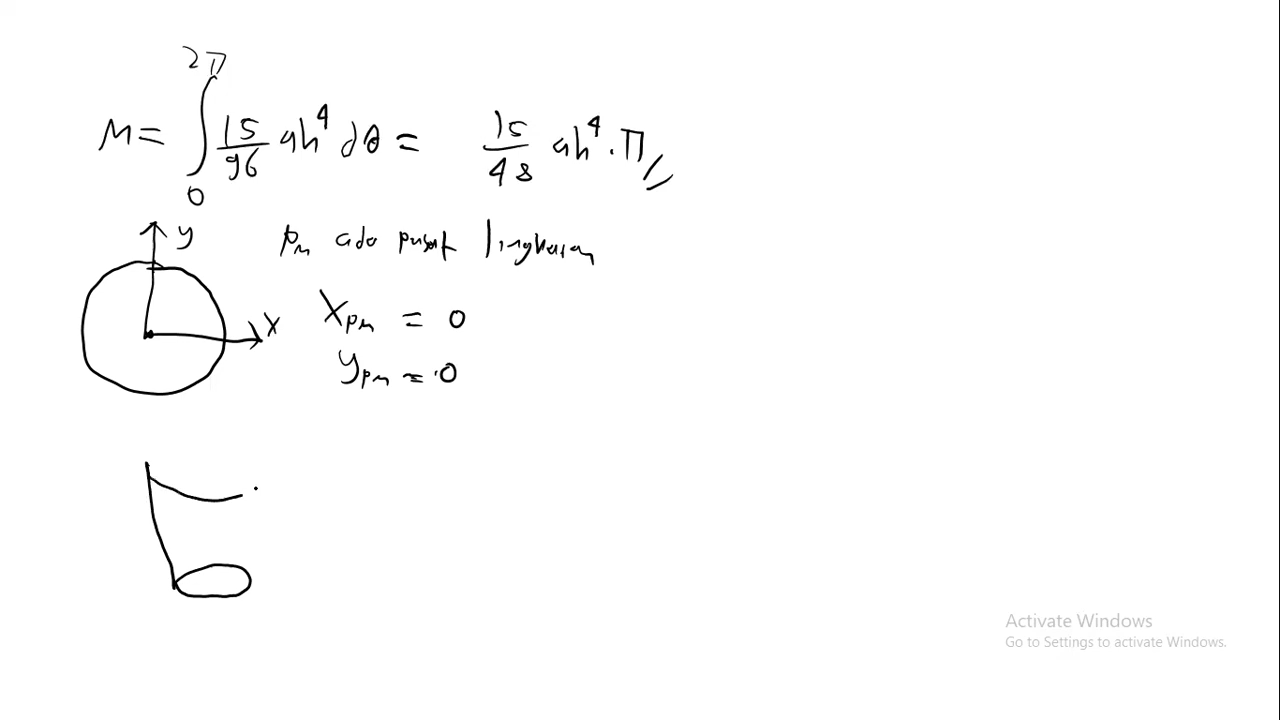 M = ∫₀^{2π} 15/96 ah⁴ dθ = 15/48 ah⁴ · π //
y
pm ada pusat lingkaran
x
Xpm = 0
ypm = 0
Activate Windows
Go to Settings to activate Windows.